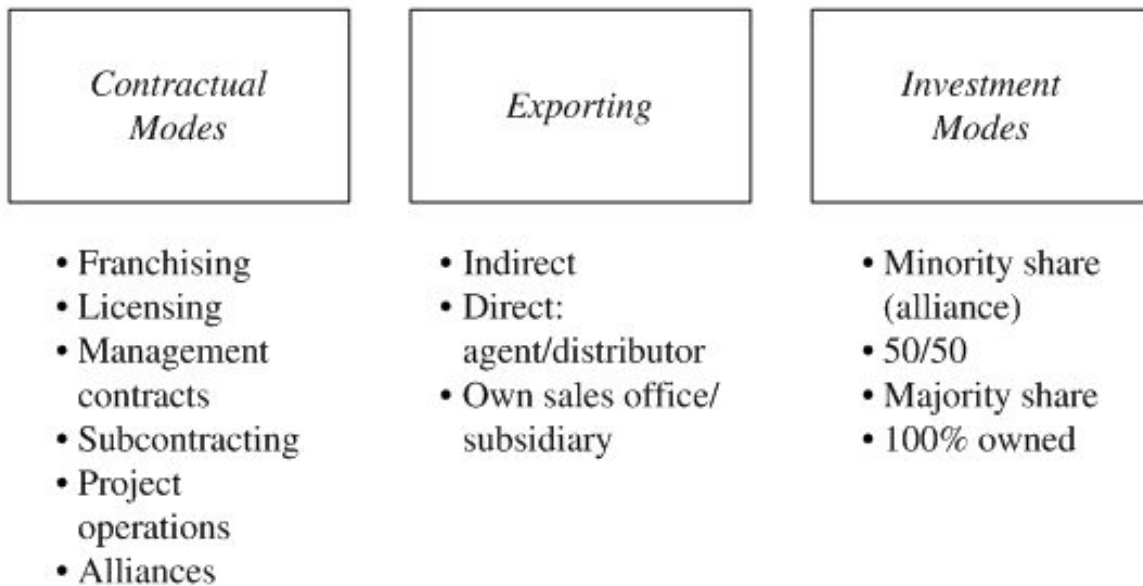 Contractual
Modes
• Franchising
• Licensing
• Management
contracts
• Subcontracting
• Project
operations
• Alliances
Exporting
• Indirect
• Direct:
agent/distributor
• Own sales office/
subsidiary
Investment
Modes
• Minority share
(alliance)
• 50/50
• Majority share
• 100% owned